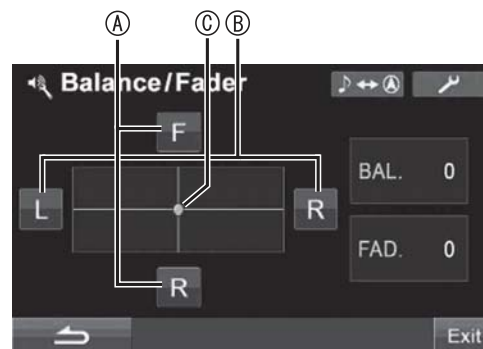 Ⓐ Ⓒ Ⓑ
Balance/Fader
F
L
R
R
BAL. 0
FAD. 0
Exit